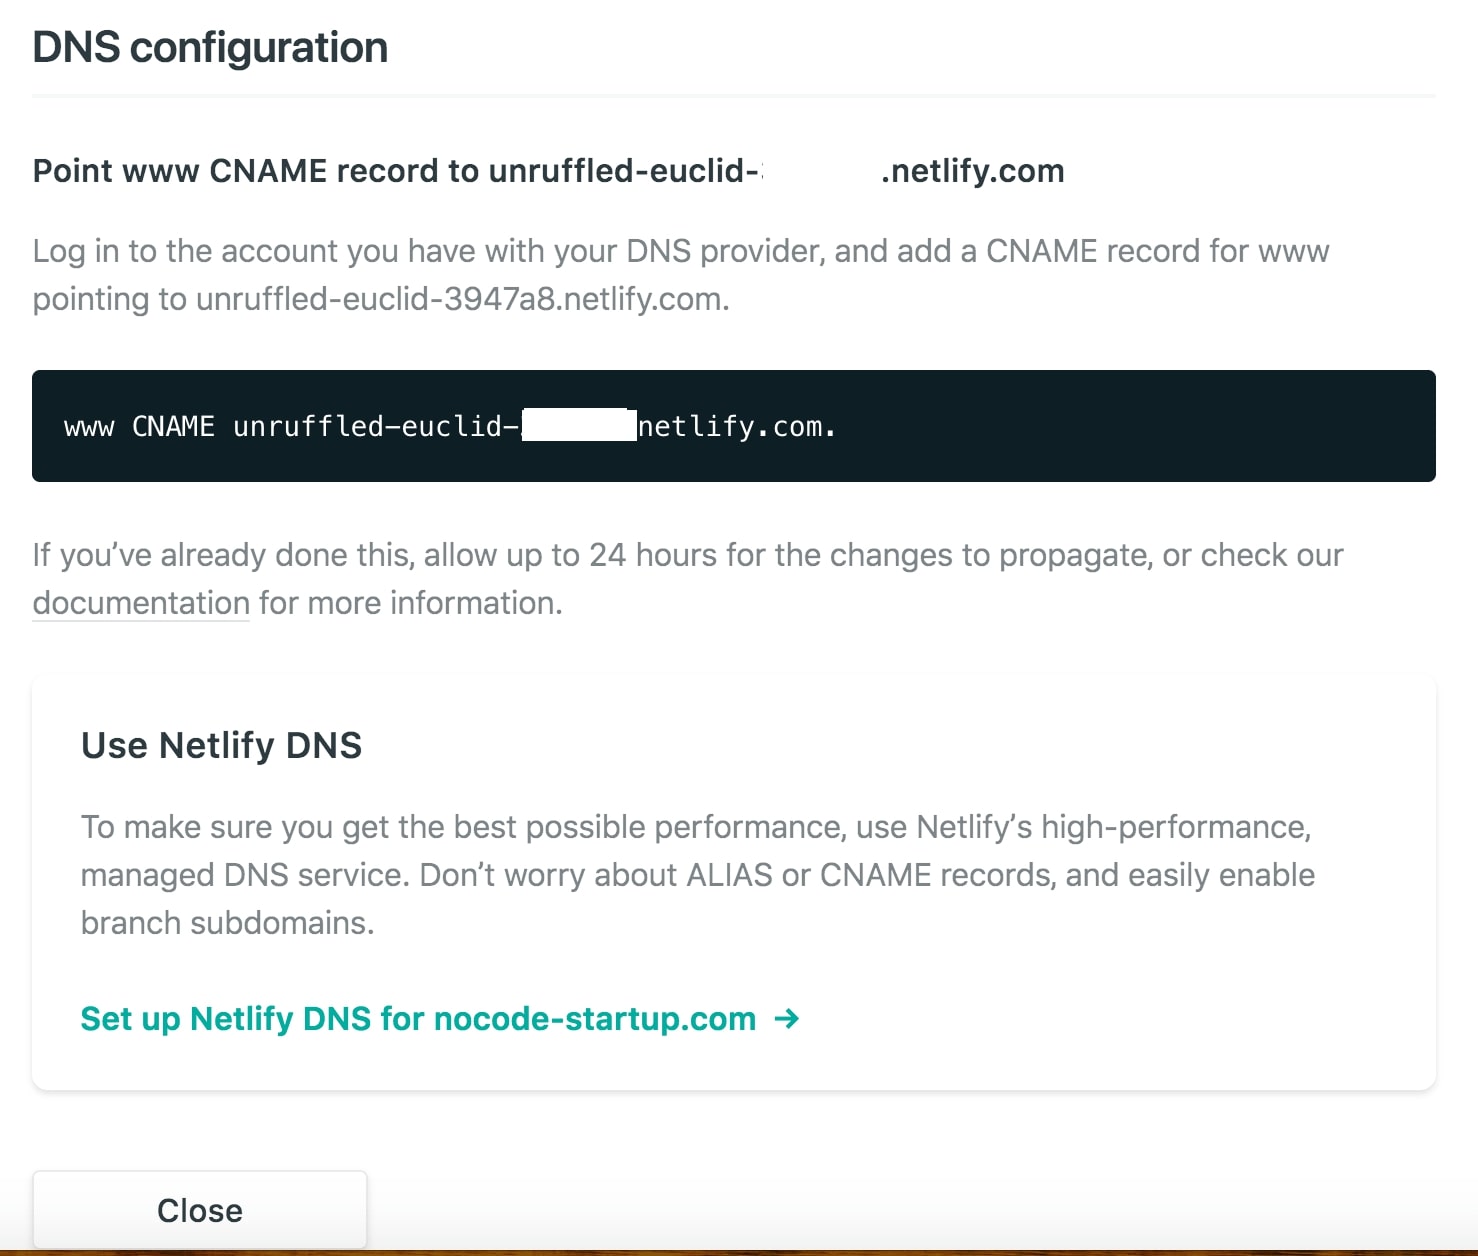 DNS configuration
Point www CNAME record to unruffled-euclid- .netlify.com
Log in to the account you have with your DNS provider, and add a CNAME record for www
pointing to unruffled-euclid-3947a8.netlify.com.
www CNAME unruffled-euclid- netlify.com.
If you’ve already done this, allow up to 24 hours for the changes to propagate, or check our
documentation for more information.
Use Netlify DNS
To make sure you get the best possible performance, use Netlify’s high-performance,
managed DNS service. Don’t worry about ALIAS or CNAME records, and easily enable
branch subdomains.
Set up Netlify DNS for nocode-startup.com →
Close